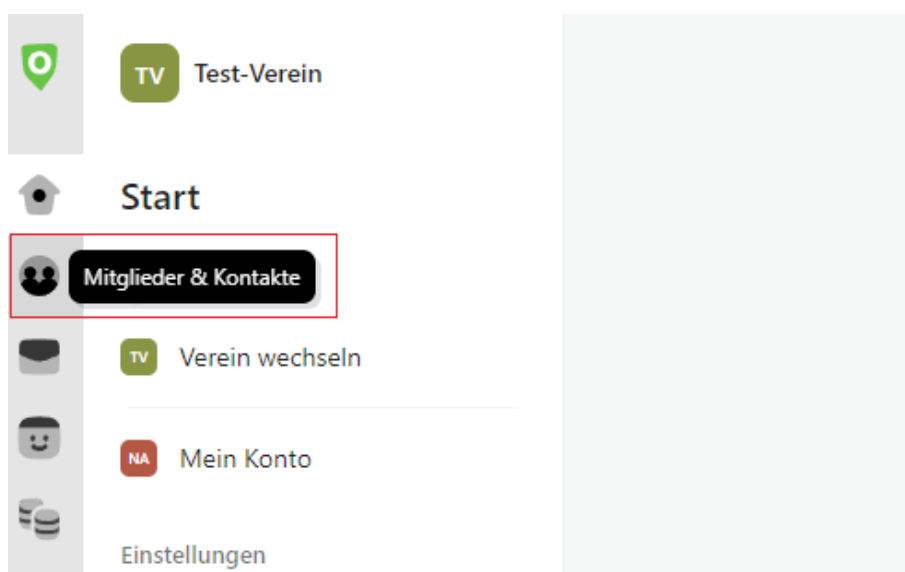 TV Test-Verein
Start
Mitglieder & Kontakte
TV Verein wechseln
NA Mein Konto
Einstellungen